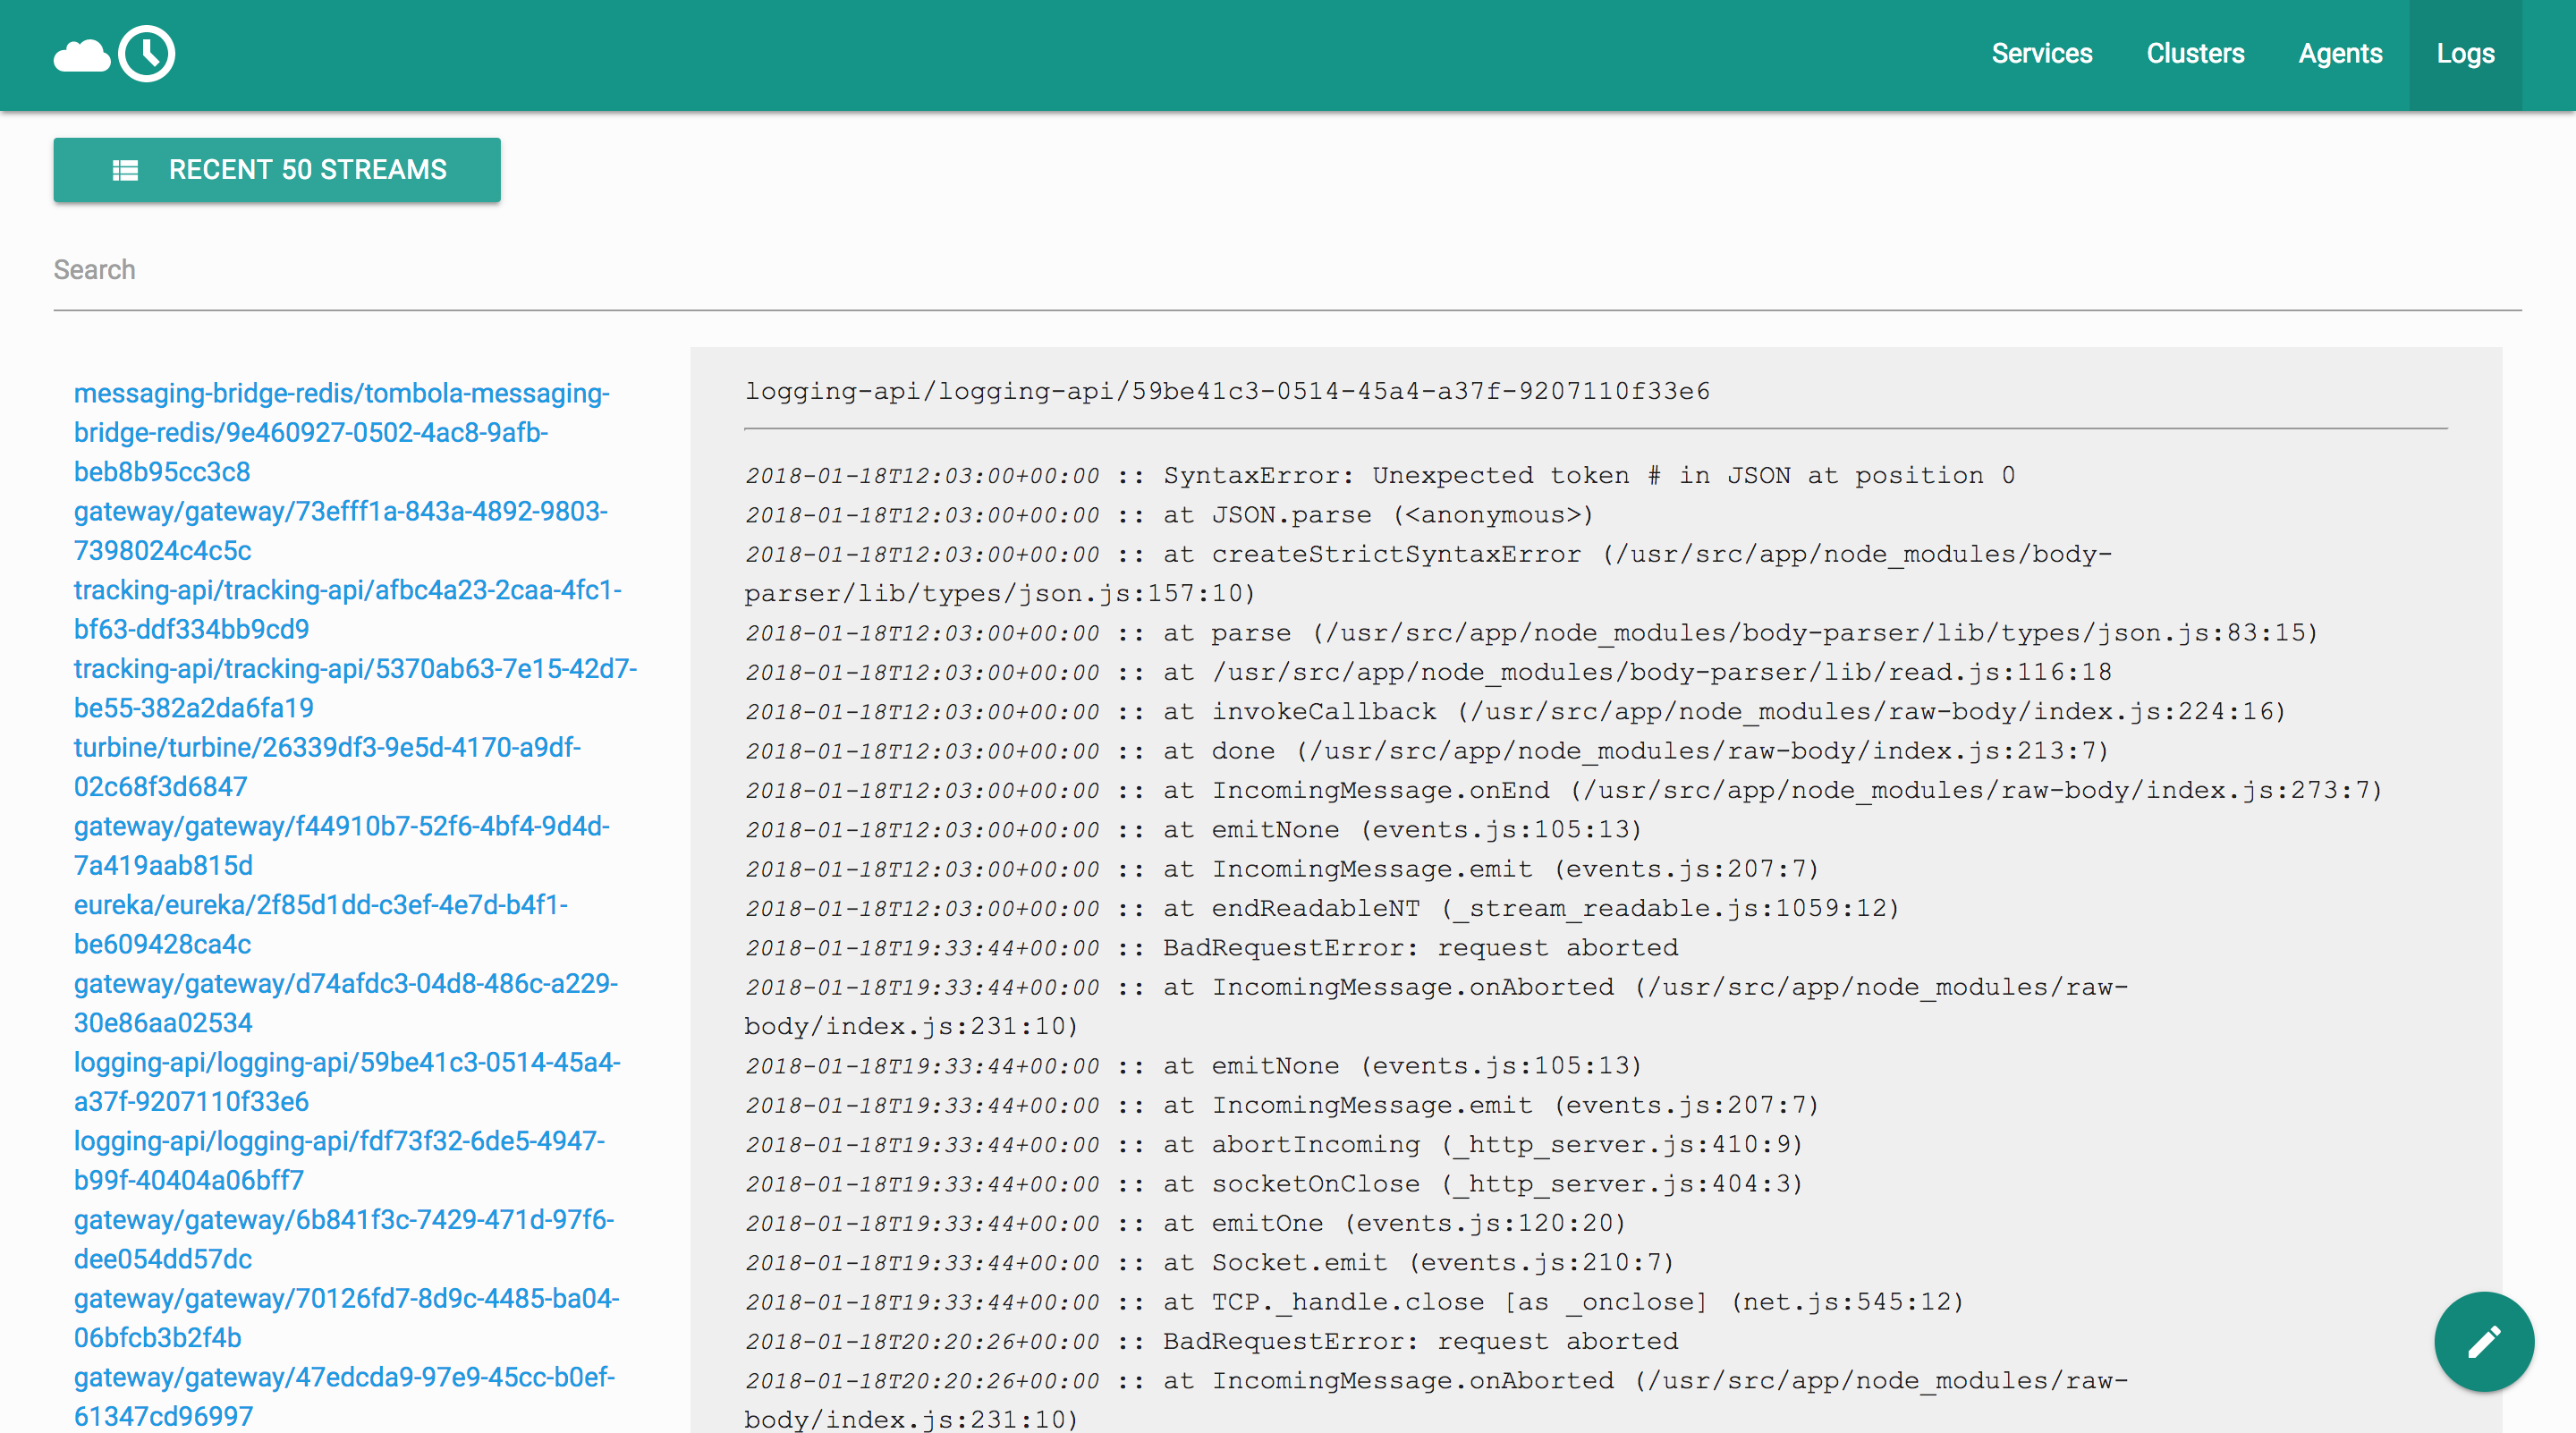 Services Clusters Agents Logs
RECENT 50 STREAMS
Search
messaging-bridge-redis/tombola-messaging-
bridge-redis/9e460927-0502-4ac8-9afb-
beb8b95cc3c8
gateway/gateway/73efff1a-843a-4892-9803-
7398024c4c5c
tracking-api/tracking-api/afbc4a23-2caa-4fc1-
bf63-ddf334bb9cd9
tracking-api/tracking-api/5370ab63-7e15-42d7-
be55-382a2da6fa19
turbine/turbine/26339df3-9e5d-4170-a9df-
02c68f3d6847
gateway/gateway/f44910b7-52f6-4bf4-9d4d-
7a419aab815d
eureka/eureka/2f85d1dd-c3ef-4e7d-b4f1-
be609428ca4c
gateway/gateway/d74afdc3-04d8-486c-a229-
30e86aa02534
logging-api/logging-api/59be41c3-0514-45a4-
a37f-9207110f33e6
logging-api/logging-api/fdf73f32-6de5-4947-
b99f-40404a06bff7
gateway/gateway/6b841f3c-7429-471d-97f6-
dee054dd57dc
gateway/gateway/70126fd7-8d9c-4485-ba04-
06bfcb3b2f4b
gateway/gateway/47edcda9-97e9-45cc-b0ef-
61347cd96997
logging-api/logging-api/59be41c3-0514-45a4-a37f-9207110f33e6
2018-01-18T12:03:00+00:00 :: SyntaxError: Unexpected token # in JSON at position 0
2018-01-18T12:03:00+00:00 :: at JSON.parse (<anonymous>)
2018-01-18T12:03:00+00:00 :: at createStrictSyntaxError (/usr/src/app/node_modules/body-
parser/lib/types/json.js:157:10)
2018-01-18T12:03:00+00:00 :: at parse (/usr/src/app/node_modules/body-parser/lib/types/json.js:83:15)
2018-01-18T12:03:00+00:00 :: at /usr/src/app/node_modules/body-parser/lib/read.js:116:18
2018-01-18T12:03:00+00:00 :: at invokeCallback (/usr/src/app/node_modules/raw-body/index.js:224:16)
2018-01-18T12:03:00+00:00 :: at done (/usr/src/app/node_modules/raw-body/index.js:213:7)
2018-01-18T12:03:00+00:00 :: at IncomingMessage.onEnd (/usr/src/app/node_modules/raw-body/index.js:273:7)
2018-01-18T12:03:00+00:00 :: at emitNone (events.js:105:13)
2018-01-18T12:03:00+00:00 :: at IncomingMessage.emit (events.js:207:7)
2018-01-18T12:03:00+00:00 :: at endReadableNT (_stream_readable.js:1059:12)
2018-01-18T19:33:44+00:00 :: BadRequestError: request aborted
2018-01-18T19:33:44+00:00 :: at IncomingMessage.onAborted (/usr/src/app/node_modules/raw-
body/index.js:231:10)
2018-01-18T19:33:44+00:00 :: at emitNone (events.js:105:13)
2018-01-18T19:33:44+00:00 :: at IncomingMessage.emit (events.js:207:7)
2018-01-18T19:33:44+00:00 :: at abortIncoming (_http_server.js:410:9)
2018-01-18T19:33:44+00:00 :: at socketOnClose (_http_server.js:404:3)
2018-01-18T19:33:44+00:00 :: at emitOne (events.js:120:20)
2018-01-18T19:33:44+00:00 :: at Socket.emit (events.js:210:7)
2018-01-18T19:33:44+00:00 :: at TCP._handle.close [as _onclose] (net.js:545:12)
2018-01-18T20:20:26+00:00 :: BadRequestError: request aborted
2018-01-18T20:20:26+00:00 :: at IncomingMessage.onAborted (/usr/src/app/node_modules/raw-
body/index.js:231:10)